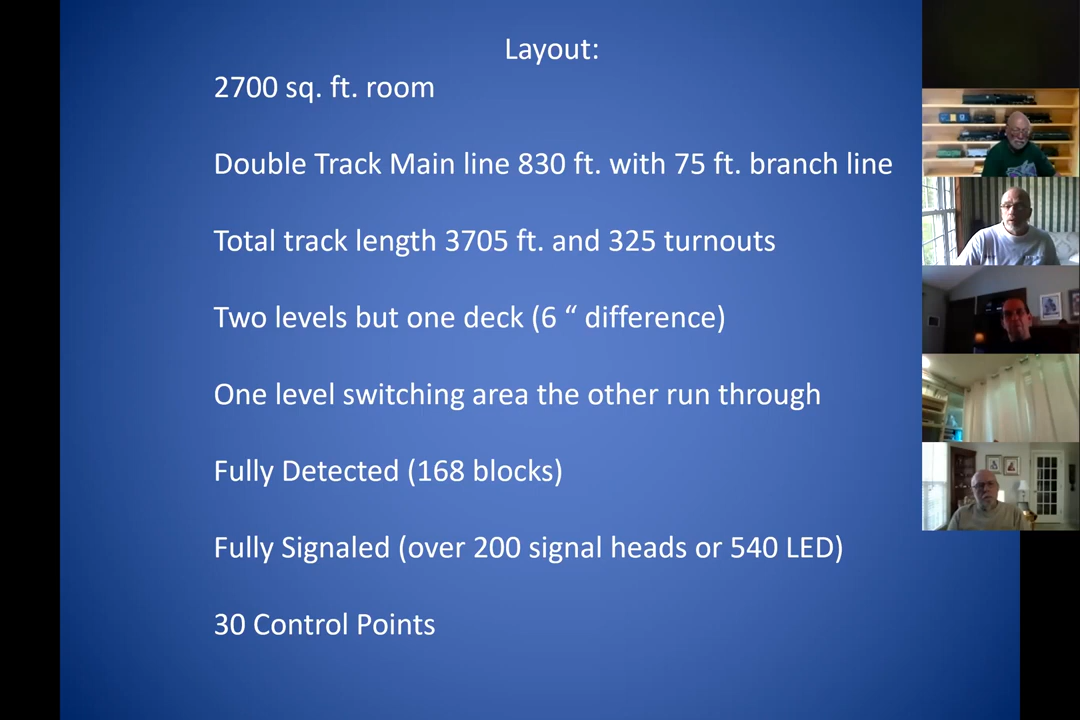 Layout:
2700 sq. ft. room
Double Track Main line 830 ft. with 75 ft. branch line
Total track length 3705 ft. and 325 turnouts
Two levels but one deck (6 “ difference)
One level switching area the other run through
Fully Detected (168 blocks)
Fully Signaled (over 200 signal heads or 540 LED)
30 Control Points